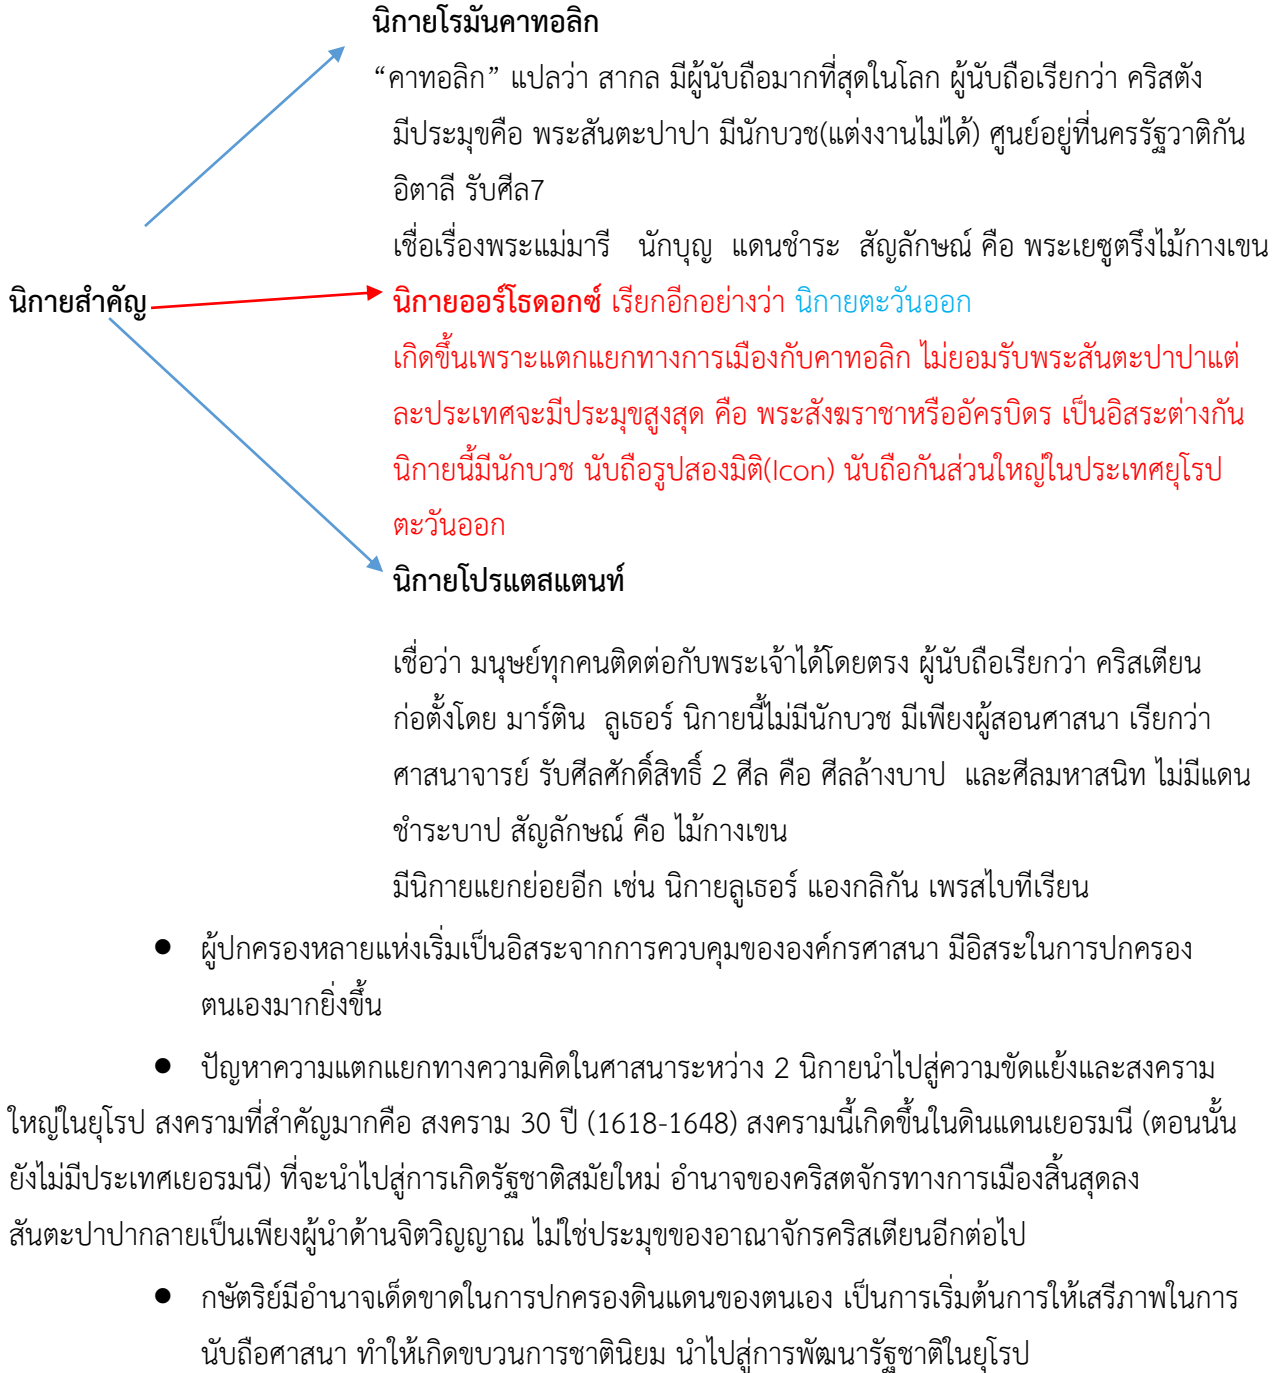 นิกายโรมันคาทอลิก
“คาทอลิก” แปลว่า สากล มีผู้นับถือมากที่สุดในโลก ผู้นับถือเรียกว่า คริสตัง
มีประมุขคือ พระสันตะปาปา มีนักบวช(แต่งงานไม่ได้) ศูนย์อยู่ที่นครรัฐวาติกัน
อิตาลี รับศีล7
เชื่อเรื่องพระแม่มารี นักบุญ แดนชำระ สัญลักษณ์ คือ พระเยซูตรึงไม้กางเขน
นิกายสำคัญ
นิกายออร์โธดอกซ์ เรียกอีกอย่างว่า นิกายตะวันออก
เกิดขึ้นเพราะแตกแยกทางการเมืองกับคาทอลิก ไม่ยอมรับพระสันตะปาปาแต่
ละประเทศจะมีประมุขสูงสุด คือ พระสังฆราชาหรืออัครบิดร เป็นอิสระต่างกัน
นิกายนี้มีนักบวช นับถือรูปสองมิติ(Icon) นับถือกันส่วนใหญ่ในประเทศยุโรป
ตะวันออก
นิกายโปรแตสแตนท์
เชื่อว่า มนุษย์ทุกคนติดต่อกับพระเจ้าได้โดยตรง ผู้นับถือเรียกว่า คริสเตียน
ก่อตั้งโดย มาร์ติน ลูเธอร์ นิกายนี้ไม่มีนักบวช มีเพียงผู้สอนศาสนา เรียกว่า
ศาสนาจารย์ รับศีลศักดิ์สิทธิ์ 2 ศีล คือ ศีลล้างบาป และศีลมหาสนิท ไม่มีแดน
ชำระบาป สัญลักษณ์ คือ ไม้กางเขน
มีนิกายแยกย่อยอีก เช่น นิกายลูเธอร์ แองกลิกัน เพรสไบทีเรียน
● ผู้ปกครองหลายแห่งเริ่มเป็นอิสระจากการควบคุมขององค์กรศาสนา มีอิสระในการปกครอง
ตนเองมากยิ่งขึ้น
● ปัญหาความแตกแยกทางความคิดในศาสนาระหว่าง 2 นิกายนำไปสู่ความขัดแย้งและสงคราม
ใหญ่ในยุโรป สงครามที่สำคัญมากคือ สงคราม 30 ปี (1618-1648) สงครามนี้เกิดขึ้นในดินแดนเยอรมนี (ตอนนั้น
ยังไม่มีประเทศเยอรมนี) ที่จะนำไปสู่การเกิดรัฐชาติสมัยใหม่ อำนาจของคริสตจักรทางการเมืองสิ้นสุดลง
สันตะปาปากลายเป็นเพียงผู้นำด้านจิตวิญญาณ ไม่ใช่ประมุขของอาณาจักรคริสเตียนอีกต่อไป
● กษัตริย์มีอำนาจเด็ดขาดในการปกครองดินแดนของตนเอง เป็นการเริ่มต้นการให้เสรีภาพในการ
นับถือศาสนา ทำให้เกิดขบวนการชาตินิยม นำไปสู่การพัฒนารัฐชาติในยุโรป